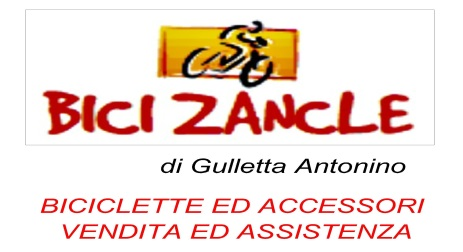 BICI ZANCLE
di Gulletta Antonino
BICICLETTE ED ACCESSORI
VENDITA ED ASSISTENZA